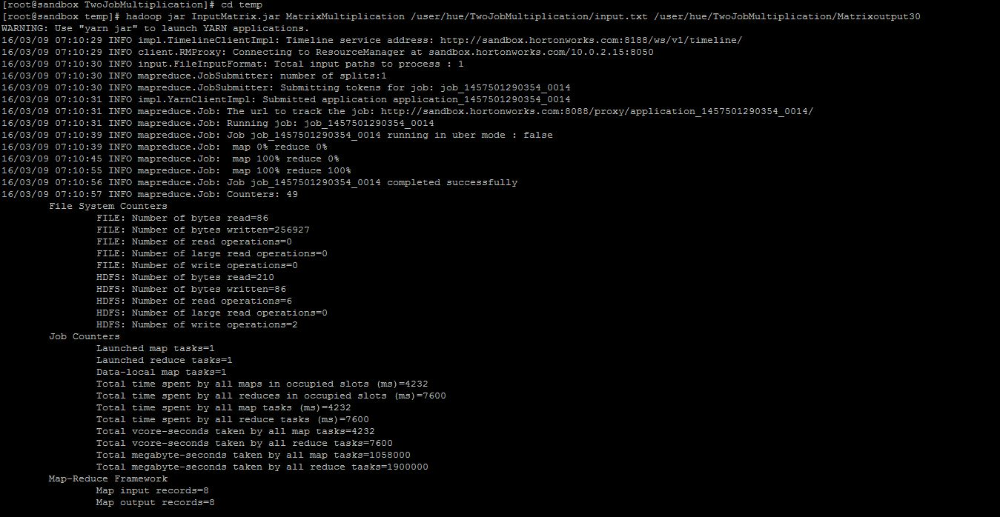 [root@sandbox TwoJobMultiplication]# cd temp
[root@sandbox temp]# hadoop jar InputMatrix.jar MatrixMultiplication /user/hue/TwoJobMultiplication/input.txt /user/hue/TwoJobMultiplication/Matrixoutput30
WARNING: Use "yarn jar" to launch YARN applications.
16/03/09 07:10:29 INFO impl.TimelineClientImpl: Timeline service address: http://sandbox.hortonworks.com:8188/ws/v1/timeline/
16/03/09 07:10:29 INFO client.RMProxy: Connecting to ResourceManager at sandbox.hortonworks.com/10.0.2.15:8050
16/03/09 07:10:30 INFO input.FileInputFormat: Total input paths to process : 1
16/03/09 07:10:30 INFO mapreduce.JobSubmitter: number of splits:1
16/03/09 07:10:30 INFO mapreduce.JobSubmitter: Submitting tokens for job: job_1457501290354_0014
16/03/09 07:10:31 INFO impl.YarnClientImpl: Submitted application application_1457501290354_0014
16/03/09 07:10:31 INFO mapreduce.Job: The url to track the job: http://sandbox.hortonworks.com:8088/proxy/application_1457501290354_0014/
16/03/09 07:10:31 INFO mapreduce.Job: Running job: job_1457501290354_0014
16/03/09 07:10:39 INFO mapreduce.Job: Job job_1457501290354_0014 running in uber mode : false
16/03/09 07:10:39 INFO mapreduce.Job:  map 0% reduce 0%
16/03/09 07:10:45 INFO mapreduce.Job:  map 100% reduce 0%
16/03/09 07:10:55 INFO mapreduce.Job:  map 100% reduce 100%
16/03/09 07:10:56 INFO mapreduce.Job: Job job_1457501290354_0014 completed successfully
16/03/09 07:10:57 INFO mapreduce.Job: Counters: 49
File System Counters
FILE: Number of bytes read=86
FILE: Number of bytes written=256927
FILE: Number of read operations=0
FILE: Number of large read operations=0
FILE: Number of write operations=0
HDFS: Number of bytes read=210
HDFS: Number of bytes written=86
HDFS: Number of read operations=6
HDFS: Number of large read operations=0
HDFS: Number of write operations=2
Job Counters
Launched map tasks=1
Launched reduce tasks=1
Data-local map tasks=1
Total time spent by all maps in occupied slots (ms)=4232
Total time spent by all reduces in occupied slots (ms)=7600
Total time spent by all map tasks (ms)=4232
Total time spent by all reduce tasks (ms)=7600
Total vcore-seconds taken by all map tasks=4232
Total vcore-seconds taken by all reduce tasks=7600
Total megabyte-seconds taken by all map tasks=1058000
Total megabyte-seconds taken by all reduce tasks=1900000
Map-Reduce Framework
Map input records=8
Map output records=8